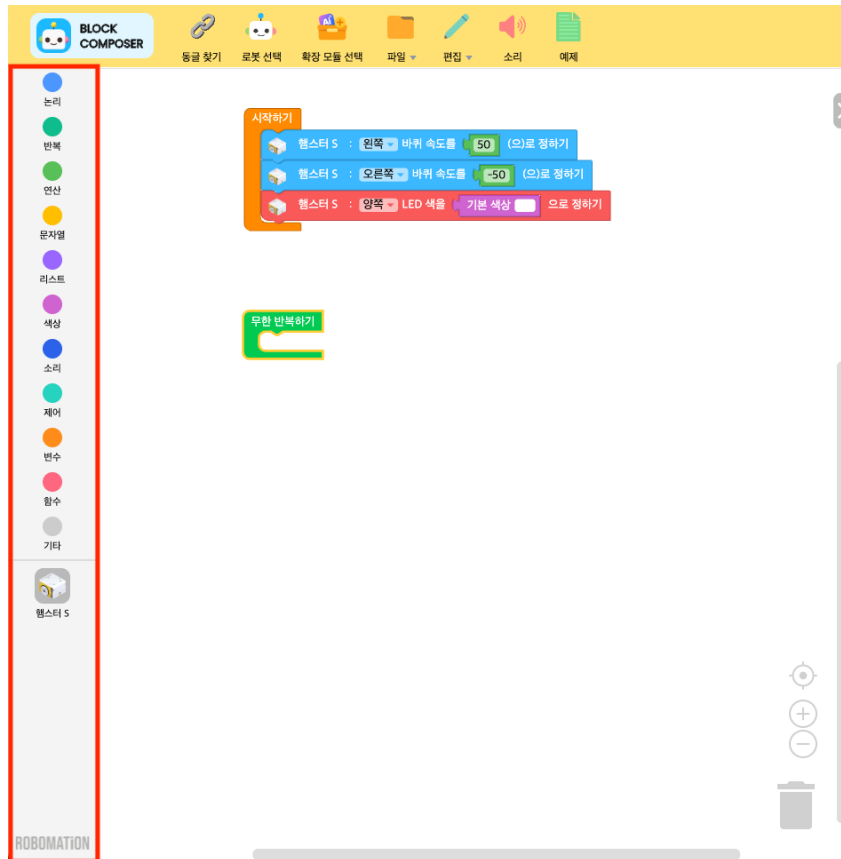 BLOCK
COMPOSER
동글 찾기
로봇 선택
확장 모듈 선택
파일
편집
소리
예제
논리
반복
연산
문자열
리스트
색상
소리
제어
변수
함수
기타
햄스터 S
ROBOMATION
시작하기
햄스터 S : 왼쪽 바퀴 속도를 50 (으)로 정하기
햄스터 S : 오른쪽 바퀴 속도를 -50 (으)로 정하기
햄스터 S : 양쪽 LED 색을 기본 색상 으로 정하기
무한 반복하기